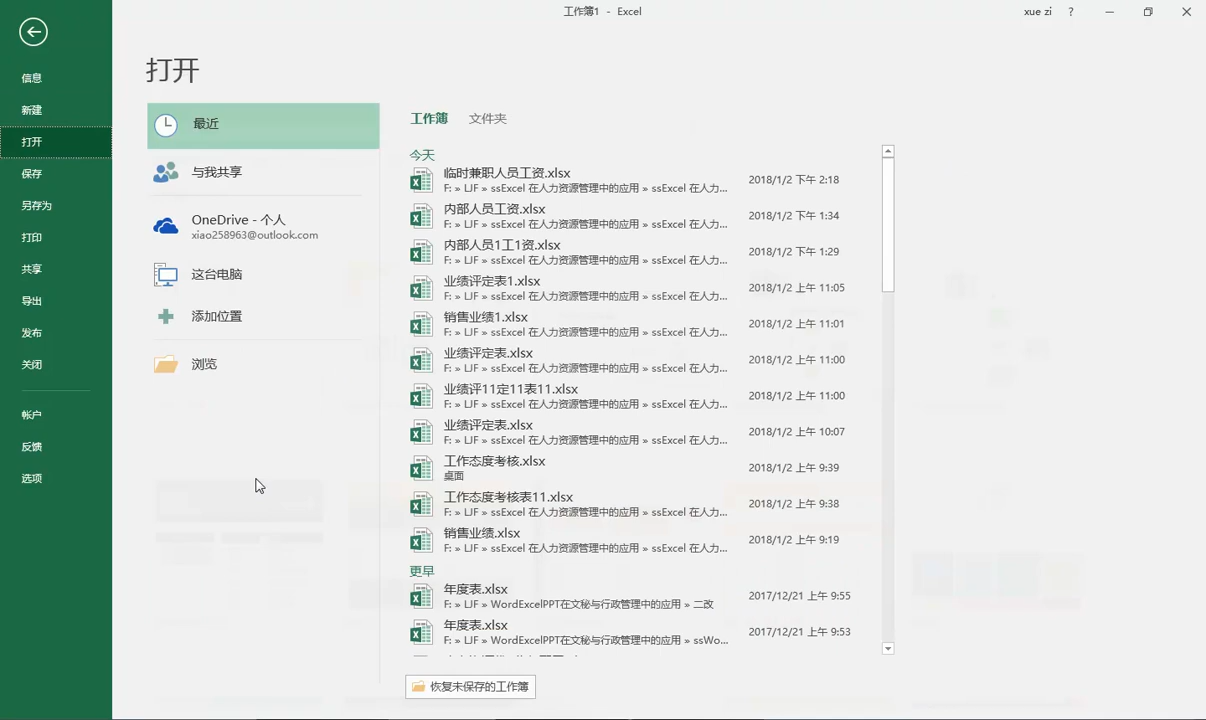 工作簿1 - Excel
xue zi ?
信息
新建
打开
保存
另存为
打印
共享
导出
发布
关闭
帐户
反馈
选项
打开
最近
与我共享
OneDrive - 个人
xiao258963@outlook.com
这台电脑
添加位置
浏览
工作簿 文件夹
今天
临时兼职人员工资.xlsx
F: » LJF » ssExcel 在人力资源管理中的应用 » ssExcel 在人力...
2018/1/2 下午 2:18
内部人员工资.xlsx
F: » LJF » ssExcel 在人力资源管理中的应用 » ssExcel 在人力...
2018/1/2 下午 1:34
内部人员1工1资.xlsx
F: » LJF » ssExcel 在人力资源管理中的应用 » ssExcel 在人力...
2018/1/2 下午 1:29
业绩评定表1.xlsx
F: » LJF » ssExcel 在人力资源管理中的应用 » ssExcel 在人力...
2018/1/2 上午 11:05
销售业绩1.xlsx
F: » LJF » ssExcel 在人力资源管理中的应用 » ssExcel 在人力...
2018/1/2 上午 11:01
业绩评定表.xlsx
F: » LJF » ssExcel 在人力资源管理中的应用 » ssExcel 在人力...
2018/1/2 上午 11:00
业绩评11定11表11.xlsx
F: » LJF » ssExcel 在人力资源管理中的应用 » ssExcel 在人力...
2018/1/2 上午 11:00
业绩评定表.xlsx
F: » LJF » ssExcel 在人力资源管理中的应用 » ssExcel 在人力...
2018/1/2 上午 10:07
工作态度考核.xlsx
桌面
2018/1/2 上午 9:39
工作态度考核表11.xlsx
F: » LJF » ssExcel 在人力资源管理中的应用 » ssExcel 在人力...
2018/1/2 上午 9:38
销售业绩.xlsx
F: » LJF » ssExcel 在人力资源管理中的应用 » ssExcel 在人力...
2018/1/2 上午 9:19
更早
年度表.xlsx
F: » LJF » WordExcelPPT在文秘与行政管理中的应用 » 二改
2017/12/21 上午 9:55
年度表.xlsx
F: » LJF » WordExcelPPT在文秘与行政管理中的应用 » ssWo...
2017/12/21 上午 9:53
恢复未保存的工作簿